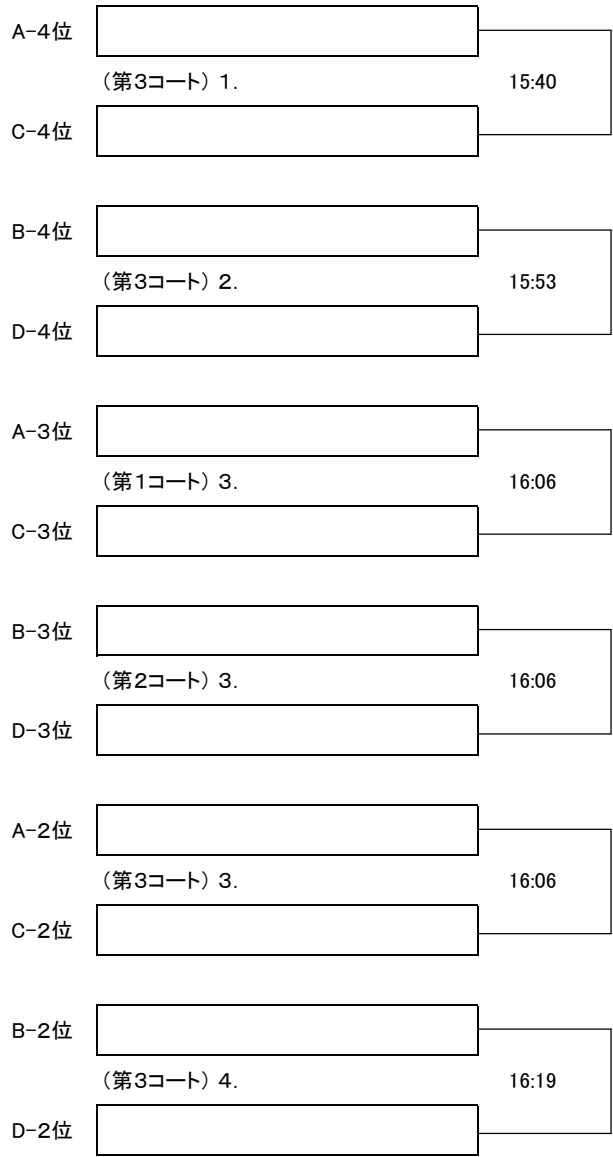 A-4位
(第3コート) 1. 15:40
C-4位
B-4位
(第3コート) 2. 15:53
D-4位
A-3位
(第1コート) 3. 16:06
C-3位
B-3位
(第2コート) 3. 16:06
D-3位
A-2位
(第3コート) 3. 16:06
C-2位
B-2位
(第3コート) 4. 16:19
D-2位